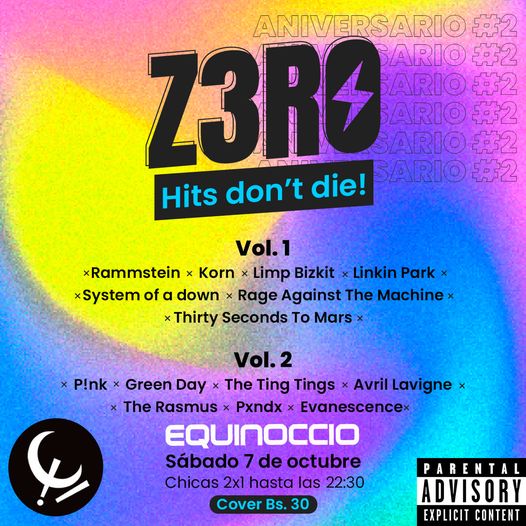 ANIVERSARIO #2
ANIVERSARIO #2
ANIVERSARIO #2
ANIVERSARIO #2
ANIVERSARIO #2
ANIVERSARIO #2
Z3R0
Hits don't die!
Vol. 1
×Rammstein × Korn × Limp Bizkit × Linkin Park ×
×System of a down × Rage Against The Machine ×
× Thirty Seconds To Mars ×
Vol. 2
× P!nk × Green Day × The Ting Tings × Avril Lavigne ×
× The Rasmus × Pxndx × Evanescence×
EQUINOCCIO
Sábado 7 de octubre
Chicas 2x1 hasta las 22:30
Cover Bs. 30
PARENTAL
ADVISORY
EXPLICIT CONTENT